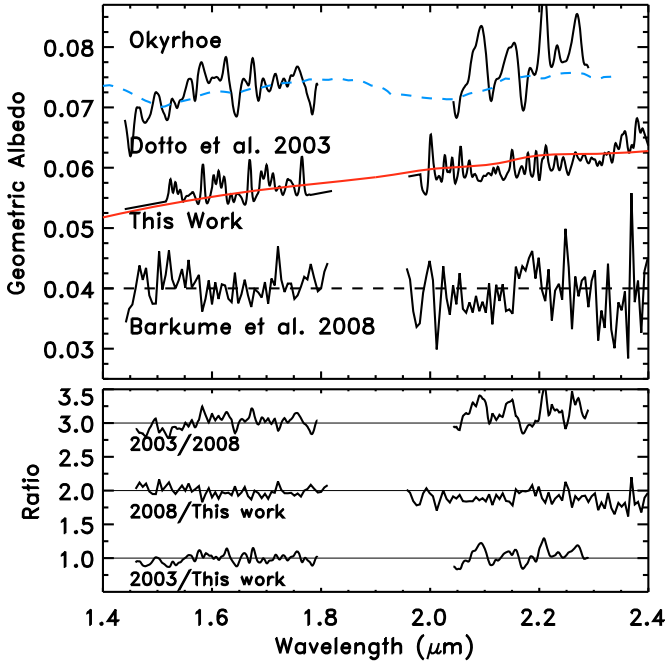 0.08
Okyrhoe
0.07
Dotto et al. 2003
0.06
This Work
0.05
0.04
Barkume et al. 2008
0.03
Geometric Albedo
3.5
3.0
2003/2008
2.5
2.0
2008/This work
1.5
1.0
2003/This work
Ratio
1.4 1.6 1.8 2.0 2.2 2.4
Wavelength (μm)